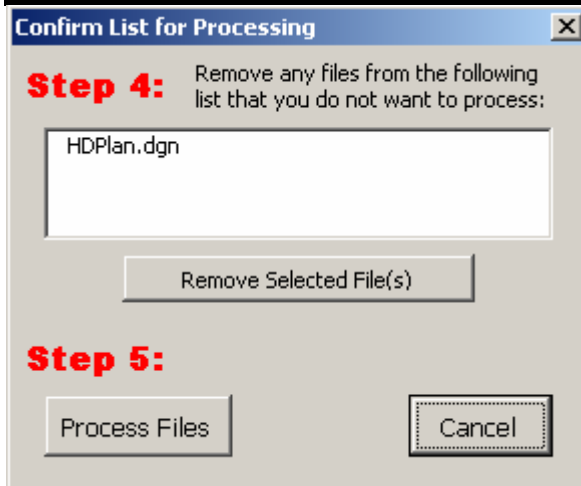 Confirm List for Processing
Step 4:
Remove any files from the following
list that you do not want to process:
HDPlan.dgn
Remove Selected File(s)
Step 5:
Process Files
Cancel